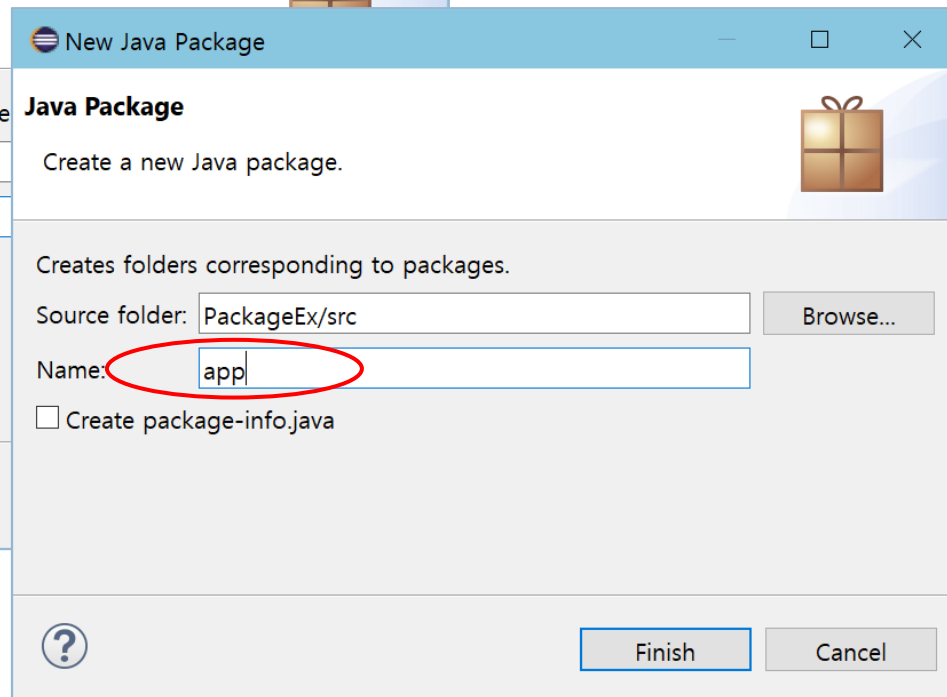 New Java Package
Java Package
Create a new Java package.
Creates folders corresponding to packages.
Source folder: PackageEx/src Browse...
Name: app
Create package-info.java
? Finish Cancel